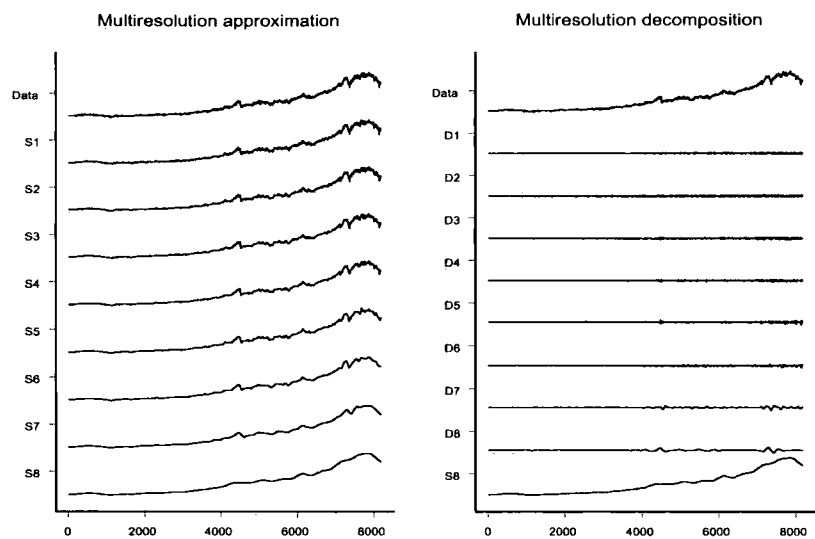 Multiresolution approximation
Data
S1
S2
S3
S4
S5
S6
S7
S8
0 2000 4000 6000 8000
Multiresolution decomposition
Data
D1
D2
D3
D4
D5
D6
D7
D8
S8
0 2000 4000 6000 8000